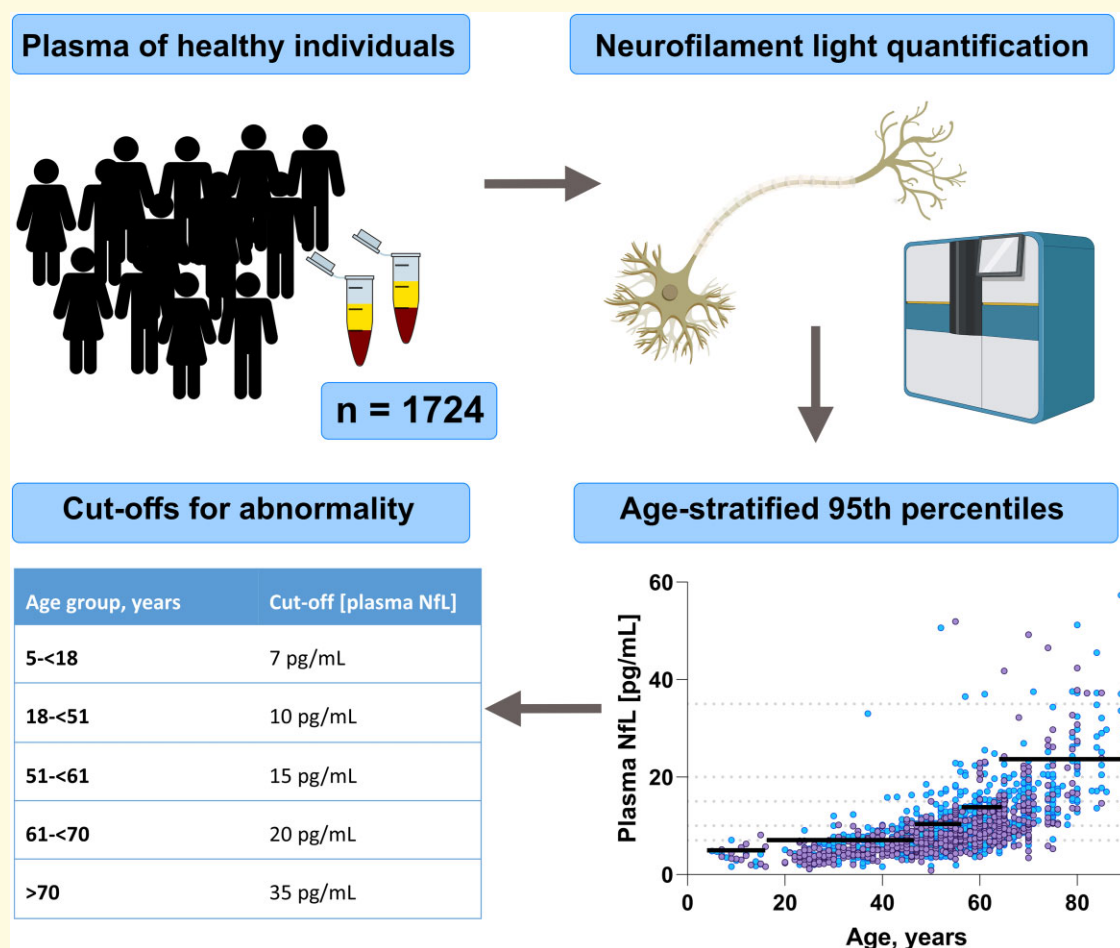 Plasma of healthy individuals
Neurofilament light quantification
n = 1724
Cut-offs for abnormality
Age group, years Cut-off [plasma NfL]
5-<18 7 pg/mL
18-<51 10 pg/mL
51-<61 15 pg/mL
61-<70 20 pg/mL
>70 35 pg/mL
Age-stratified 95th percentiles
Plasma NfL [pg/mL]
60
40
20
0
0 20 40 60 80
Age, years